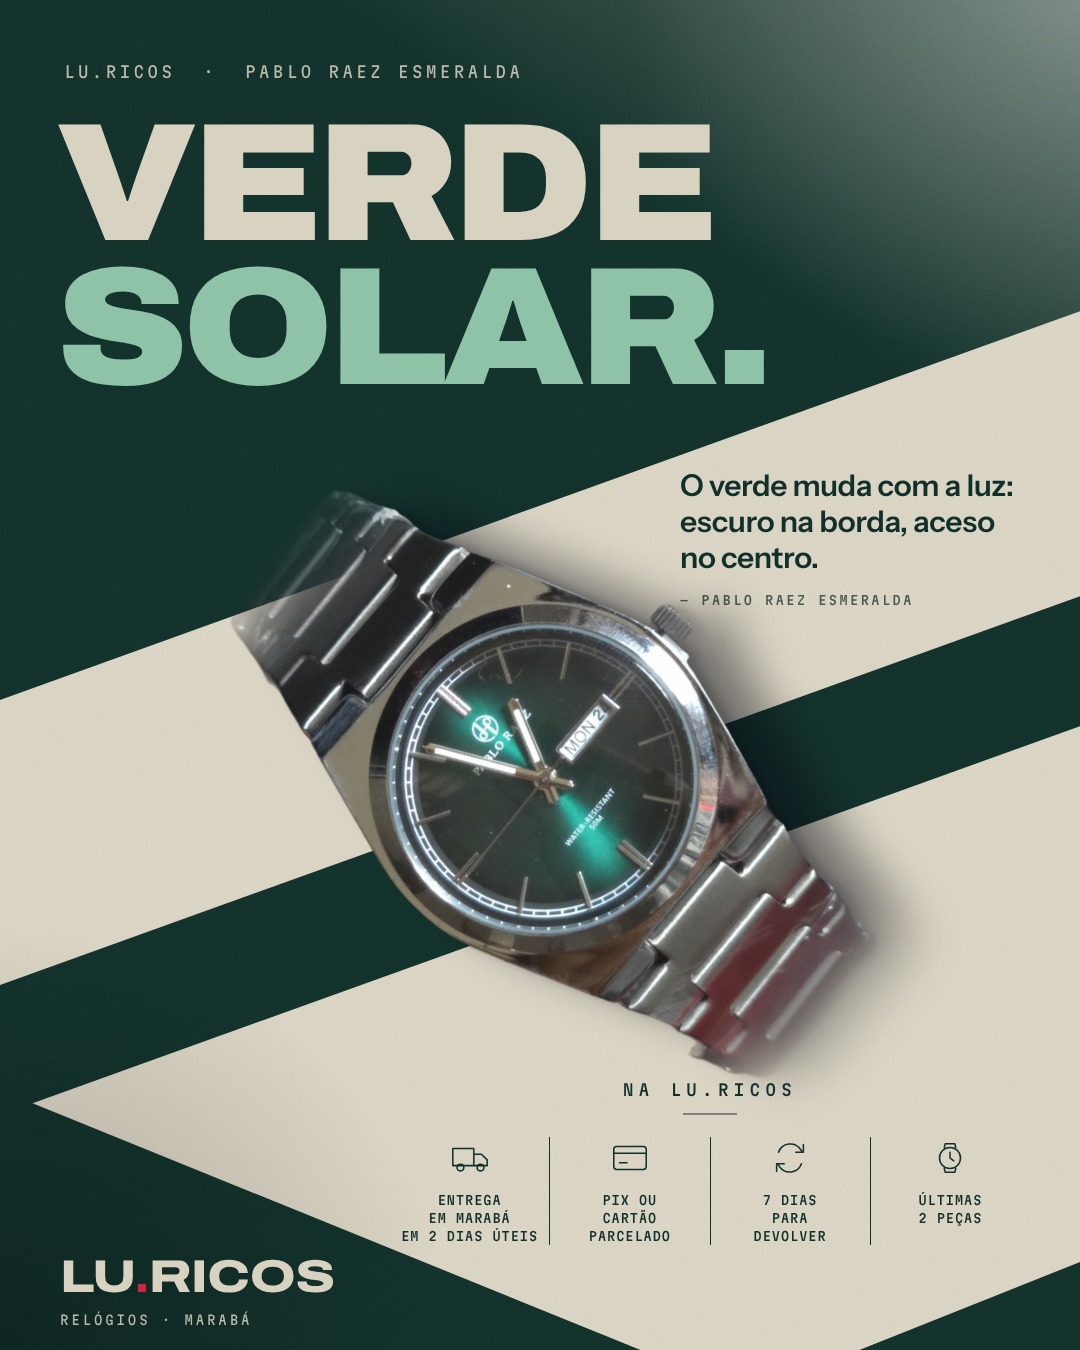 LU.RICOS · PABLO RAEZ ESMERALDA
VERDE
SOLAR.
O verde muda com a luz:
escuro na borda, aceso
no centro.
— PABLO RAEZ ESMERALDA
MON 2
WATER-RESISTANT
50M
NA LU.RICOS
ENTREGA
EM MARABÁ
EM 2 DIAS ÚTEIS
PIX OU
CARTÃO
PARCELADO
7 DIAS
PARA
DEVOLVER
ÚLTIMAS
2 PEÇAS
LU.RICOS
RELÓGIOS · MARABÁ